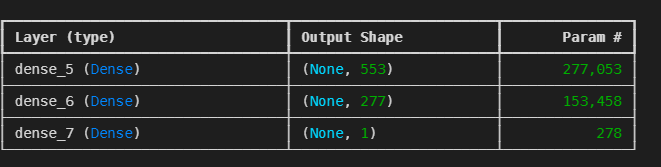 Layer (type) Output Shape Param #
dense_5 (Dense) (None, 553) 277,053
dense_6 (Dense) (None, 277) 153,458
dense_7 (Dense) (None, 1) 278